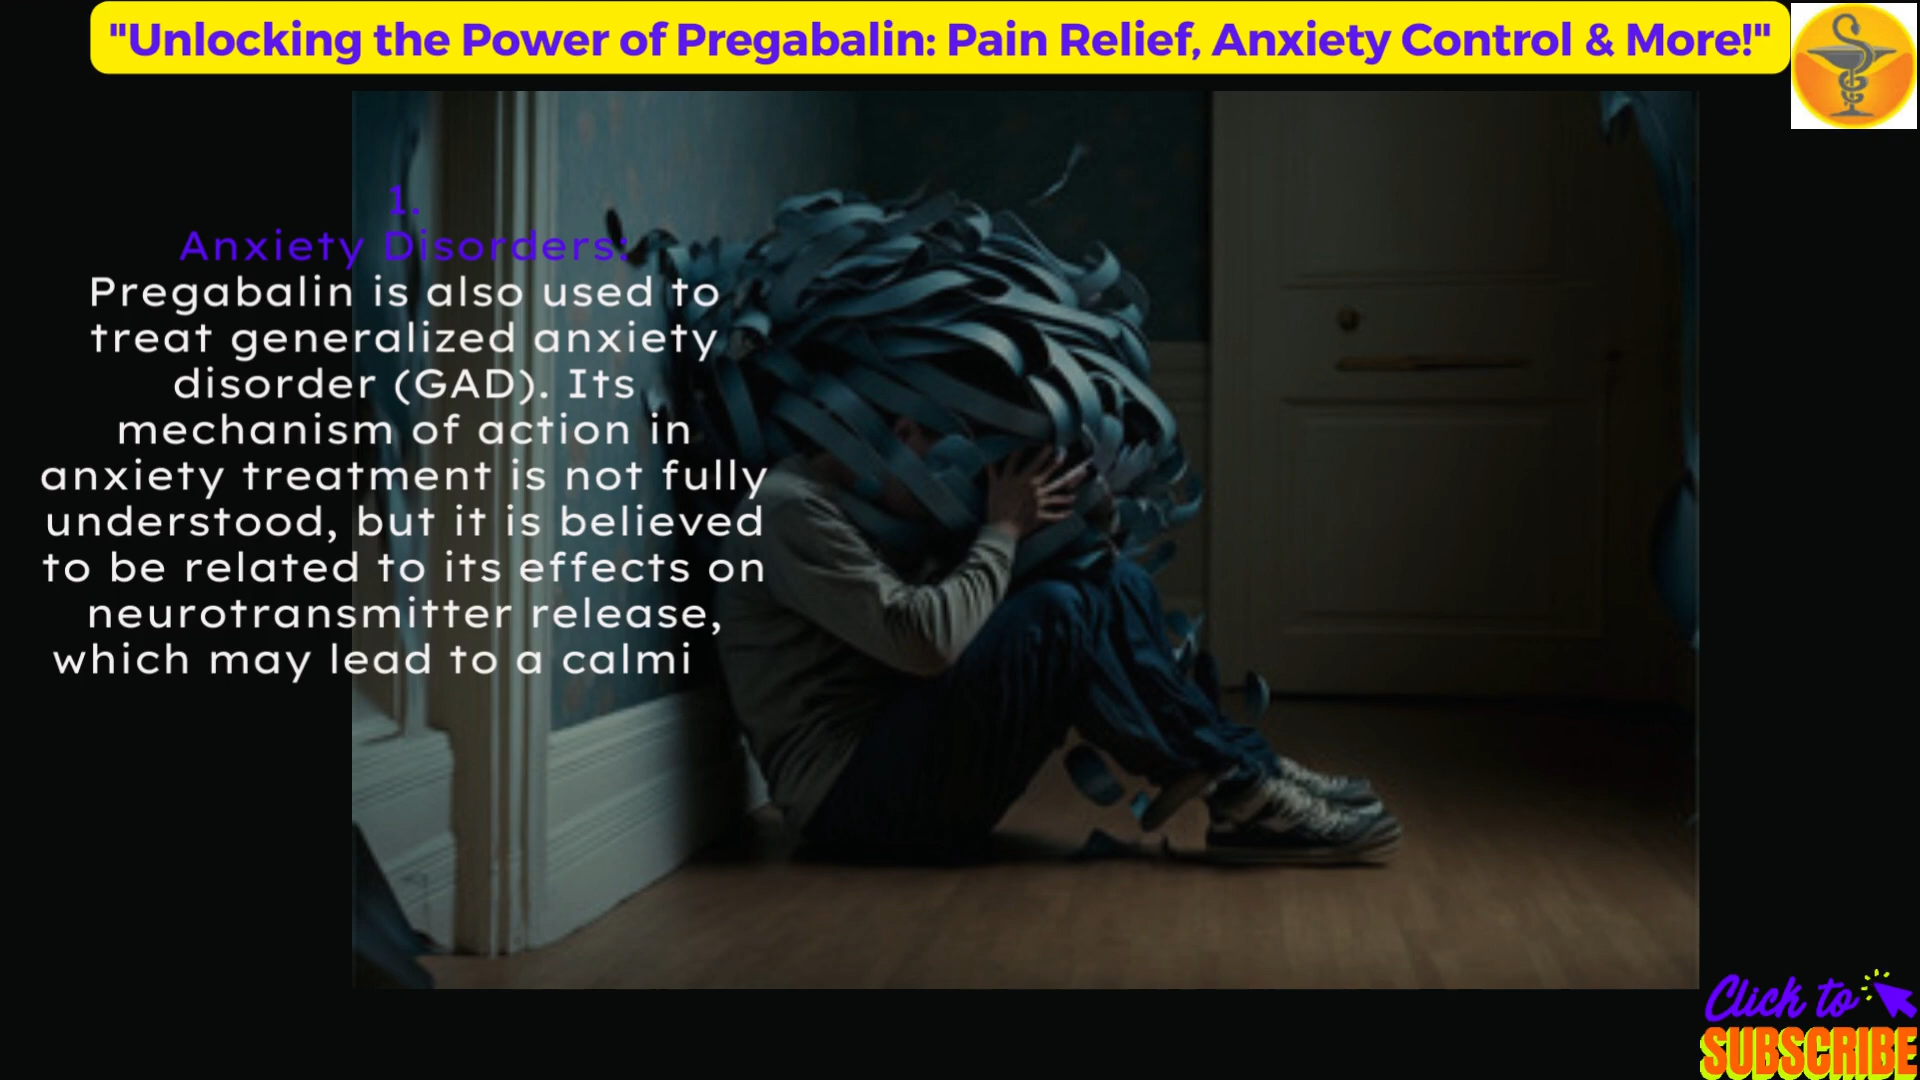 "Unlocking the Power of Pregabalin: Pain Relief, Anxiety Control & More!"
1.
Anxiety Disorders:
Pregabalin is also used to
treat generalized anxiety
disorder (GAD). Its
mechanism of action in
anxiety treatment is not fully
understood, but it is believed
to be related to its effects on
neurotransmitter release,
which may lead to a calmi
Click to
SUBSCRIBE